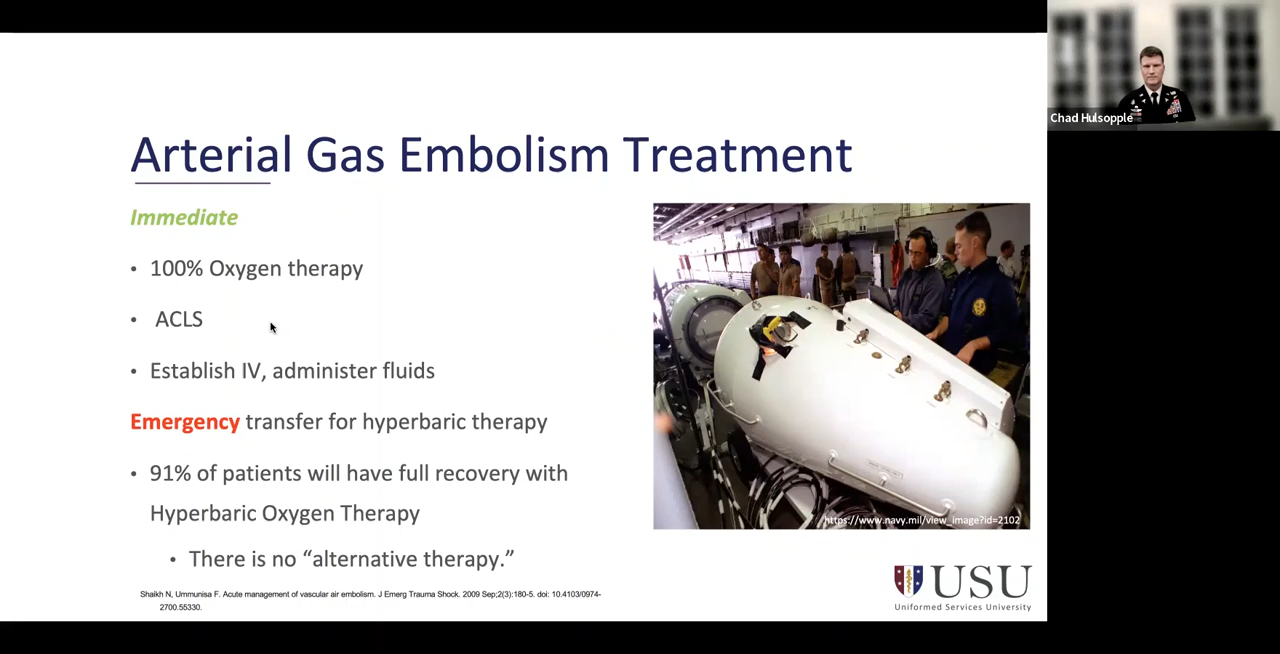 Chad Hulsopple
Arterial Gas Embolism Treatment
Immediate
• 100% Oxygen therapy
• ACLS
• Establish IV, administer fluids
Emergency transfer for hyperbaric therapy
• 91% of patients will have full recovery with
Hyperbaric Oxygen Therapy
• There is no “alternative therapy.”
https://www.navy.mil/view_image?id=2102
Shaikh N, Ummunisa F. Acute management of vascular air embolism. J Emerg Trauma Shock. 2009 Sep;2(3):180-5. doi: 10.4103/0974-
2700.55330.
USU
Uniformed Services University